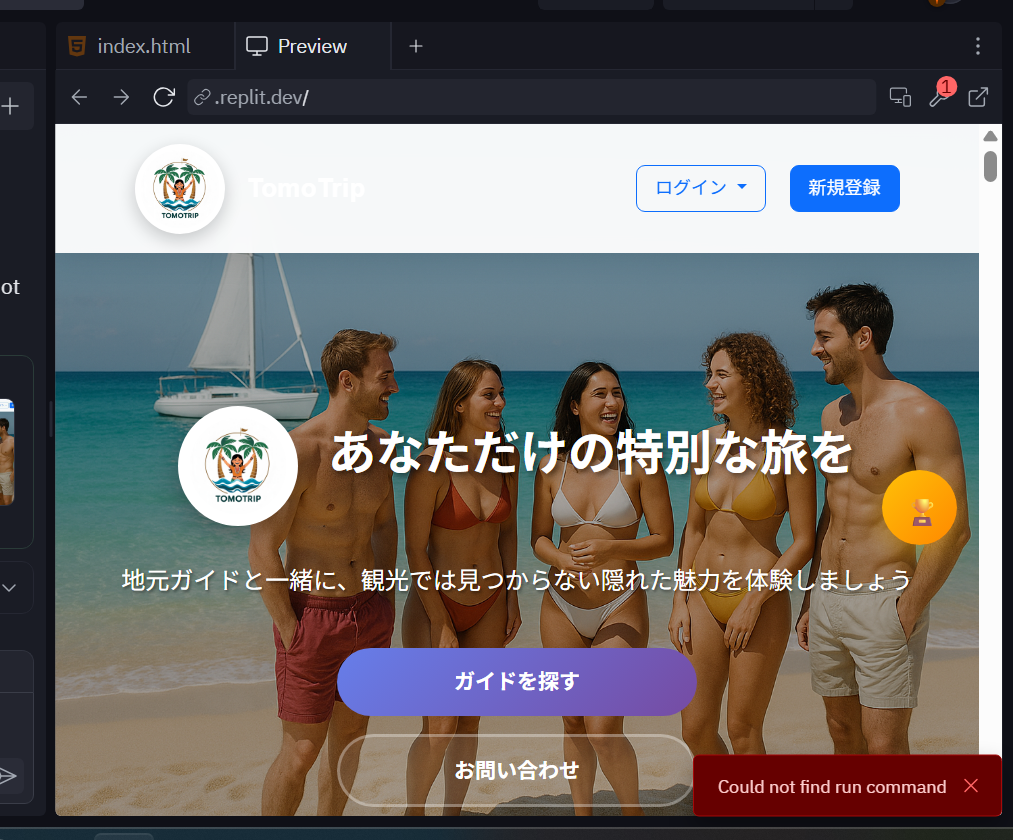 index.html
Preview
.replit.dev/
1
ot
TOMOTRIP
TomoTrip
ログイン
新規登録
TOMOTRIP
あなただけの特別な旅を
地元ガイドと一緒に、観光では見つからない隠れた魅力を体験しましょう
ガイドを探す
お問い合わせ
Could not find run command